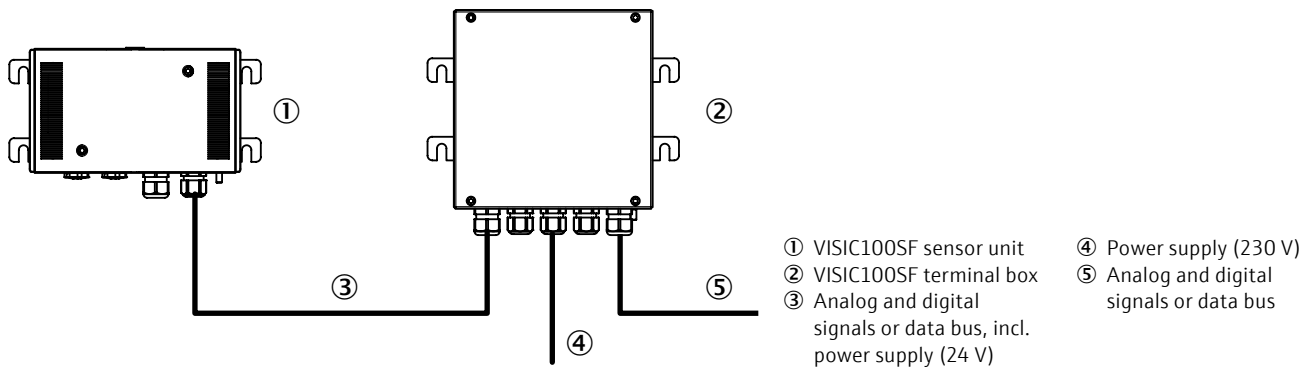 ①
②
③
④
⑤
① VISIC100SF sensor unit
② VISIC100SF terminal box
③ Analog and digital
signals or data bus, incl.
power supply (24 V)
④ Power supply (230 V)
⑤ Analog and digital
signals or data bus